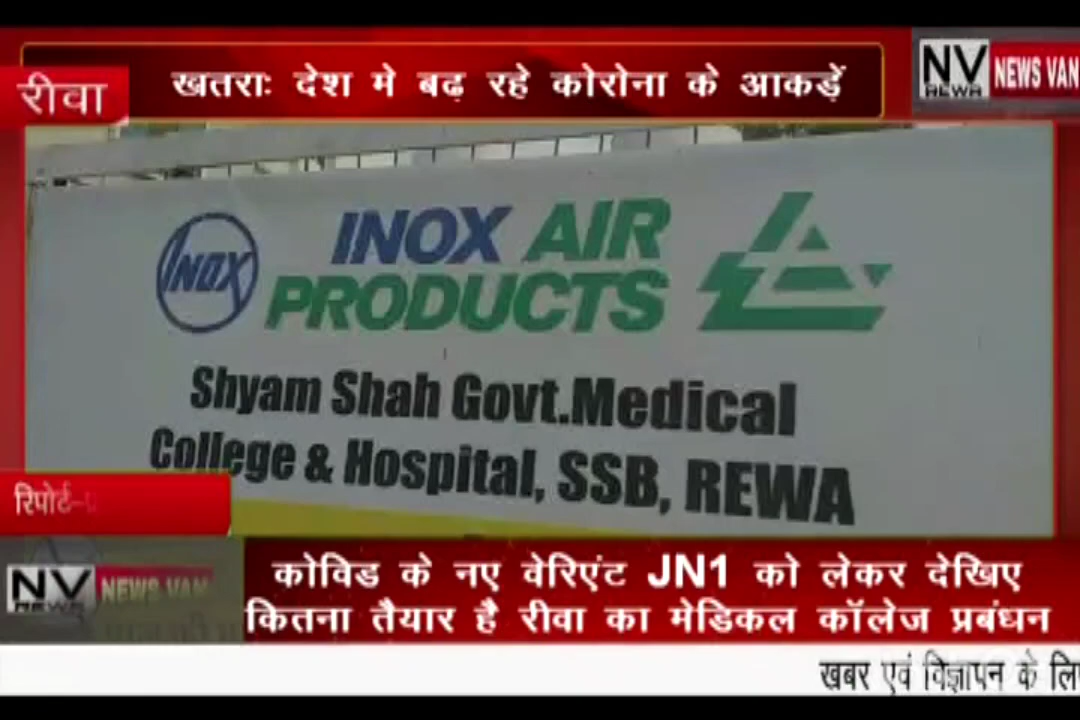 खतराः देश मे बढ़ रहे कोरोना के आकड़ें
रीवा
NV
REWA
NEWS VAN
INOX
INOX AIR
PRODUCTS
Shyam Shah Govt.Medical
College & Hospital, SSB, REWA
रिपोर्ट-
NV
REWA
NEWS VAN
कोविड के नए वेरिएंट JN1 को लेकर देखिए
कितना तैयार है रीवा का मेडिकल कॉलेज प्रबंधन
खबर एवं विज्ञापन के